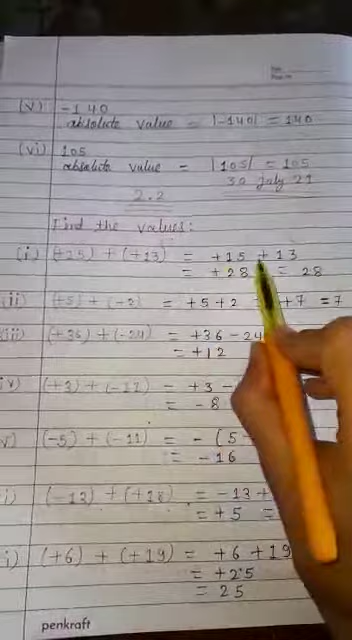 (v) -140
absolute value = |-140| = 140
(vi) 105
absolute value = |105| = 105
30 July 21
2.2
Find the values:
(i) (+15) + (+13) = +15 + 13
= +28 = 28
(ii) (+5) + (-2) = +5 + 2 = +7 = 7
(iii) (+36) + (-24) = +36 - 24
= +12
iv) (+3) + (-11) = +3 -
= -8
v) (-5) + (-11) = - (5
= -16
i) (-13) + (+18) = -13 +
= +5 =
i) (+6) + (+19) = +6 + 19
= +25
= 25
penkraft